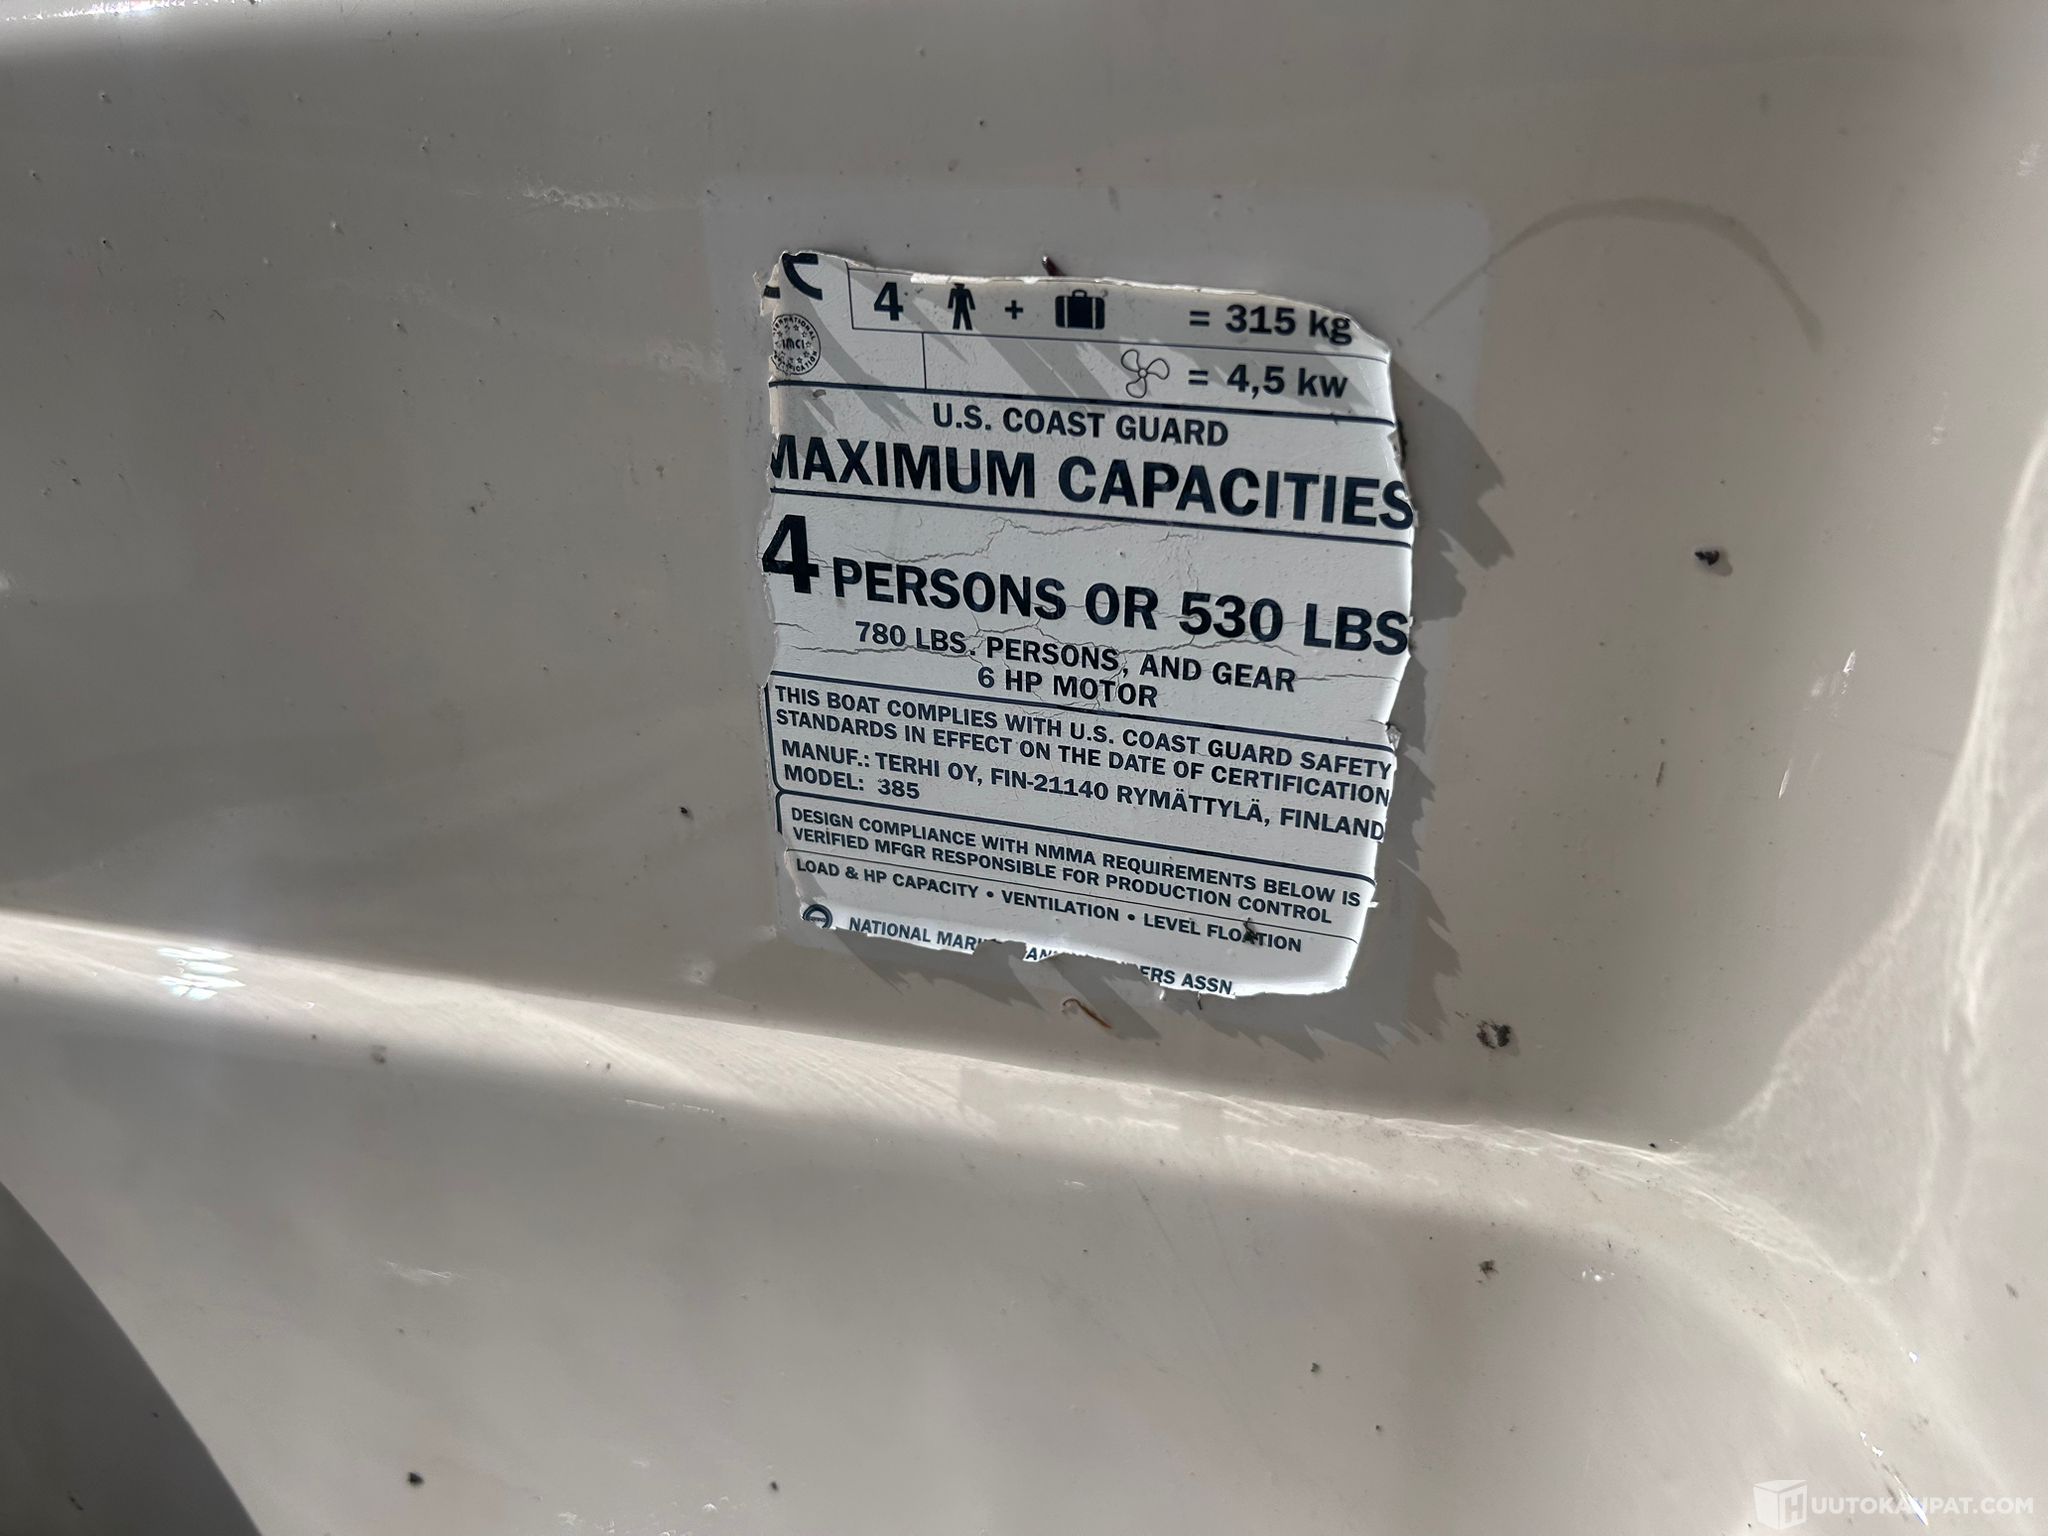 4 + = 315 kg
IMCI
= 4,5 kw
U.S. COAST GUARD
MAXIMUM CAPACITIES
4 PERSONS OR 530 LBS
780 LBS. PERSONS, AND GEAR
6 HP MOTOR
THIS BOAT COMPLIES WITH U.S. COAST GUARD SAFETY
STANDARDS IN EFFECT ON THE DATE OF CERTIFICATION
MANUF.: TERHI OY, FIN-21140 RYMÄTTYLÄ, FINLAND
MODEL: 385
DESIGN COMPLIANCE WITH NMMA REQUIREMENTS BELOW IS
VERIFIED MFGR RESPONSIBLE FOR PRODUCTION CONTROL
LOAD & HP CAPACITY • VENTILATION • LEVEL FLOATION
NATIONAL ASSN
HUUTOKAUPAT.COM